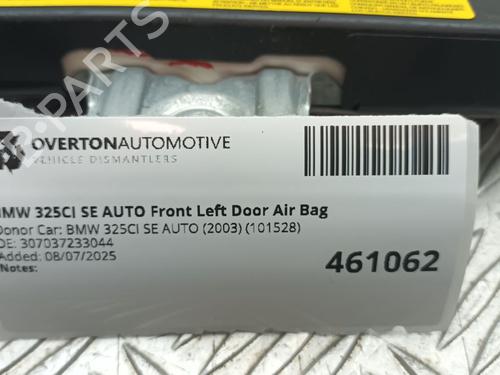 OVERTONAUTOMOTIVE
VEHICLE DISMANTLERS
BMW 325CI SE AUTO Front Left Door Air Bag
Donor Car: BMW 325CI SE AUTO (2003) (101528)
OE: 307037233044
Added: 08/07/2025
Notes:
461062
B-PARTS